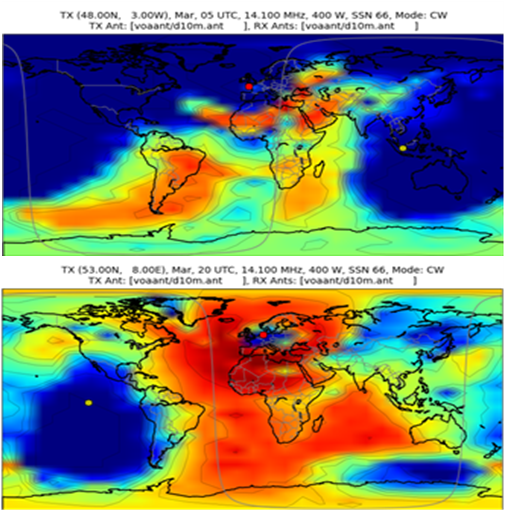 TX (48.00N,   3.00W), Mar, 05 UTC, 14.100 MHz, 400 W, SSN 66, Mode: CW
TX Ant: [voaant/d10m.ant      ], RX Ants: [voaant/d10m.ant      ]
TX (53.00N,   8.00E), Mar, 20 UTC, 14.100 MHz, 400 W, SSN 66, Mode: CW
TX Ant: [voaant/d10m.ant      ], RX Ants: [voaant/d10m.ant      ]